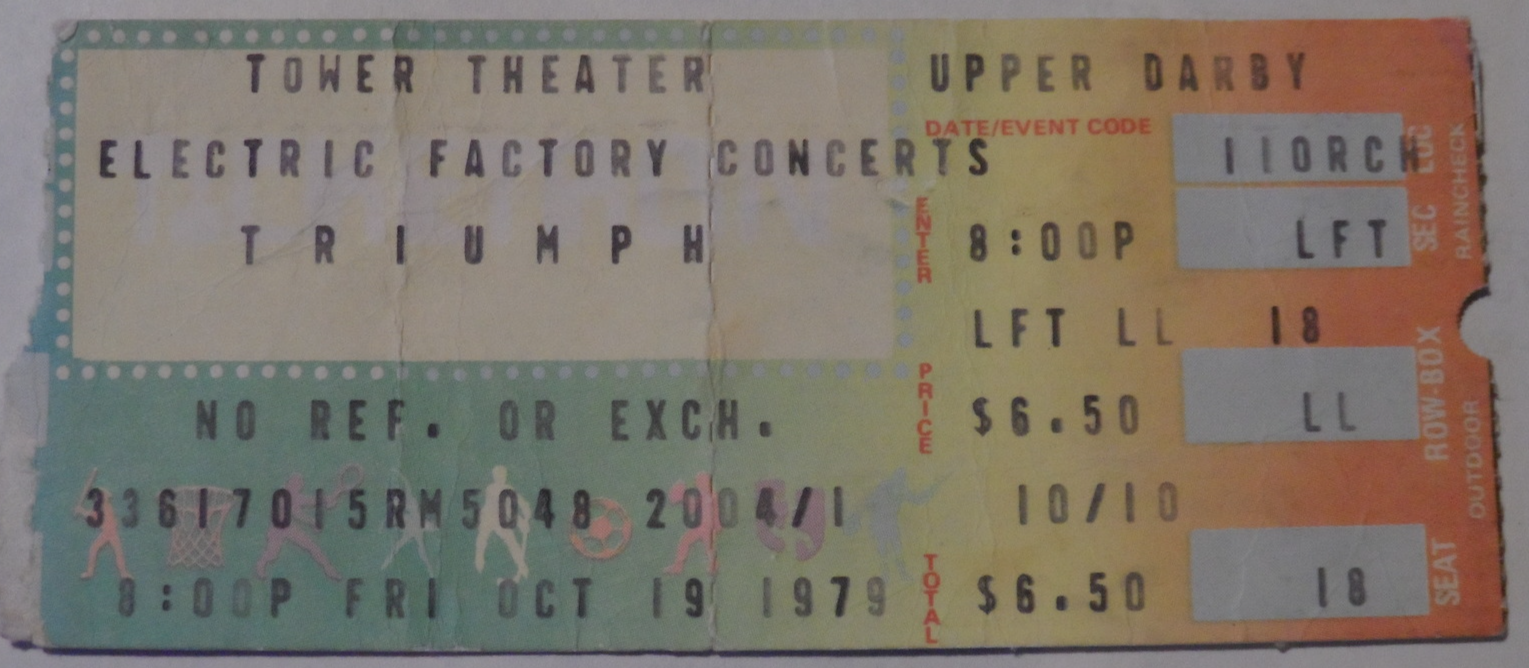 TOWER THEATER UPPER DARBY
DATE/EVENT CODE
ELECTRIC FACTORY CONCERTS 110RCH LOC
RAINCHECK
ENTER
TRIUMPH 8:00P LFT SEC
LFT LL 18
PRICE
NO REF. OR EXCH. $6.50 LL ROW-BOX
OUTDOOR
33617015RM5048 2004/1 10/10
TOTAL
8:00P FRI OCT 19 1979 $6.50 18 SEAT